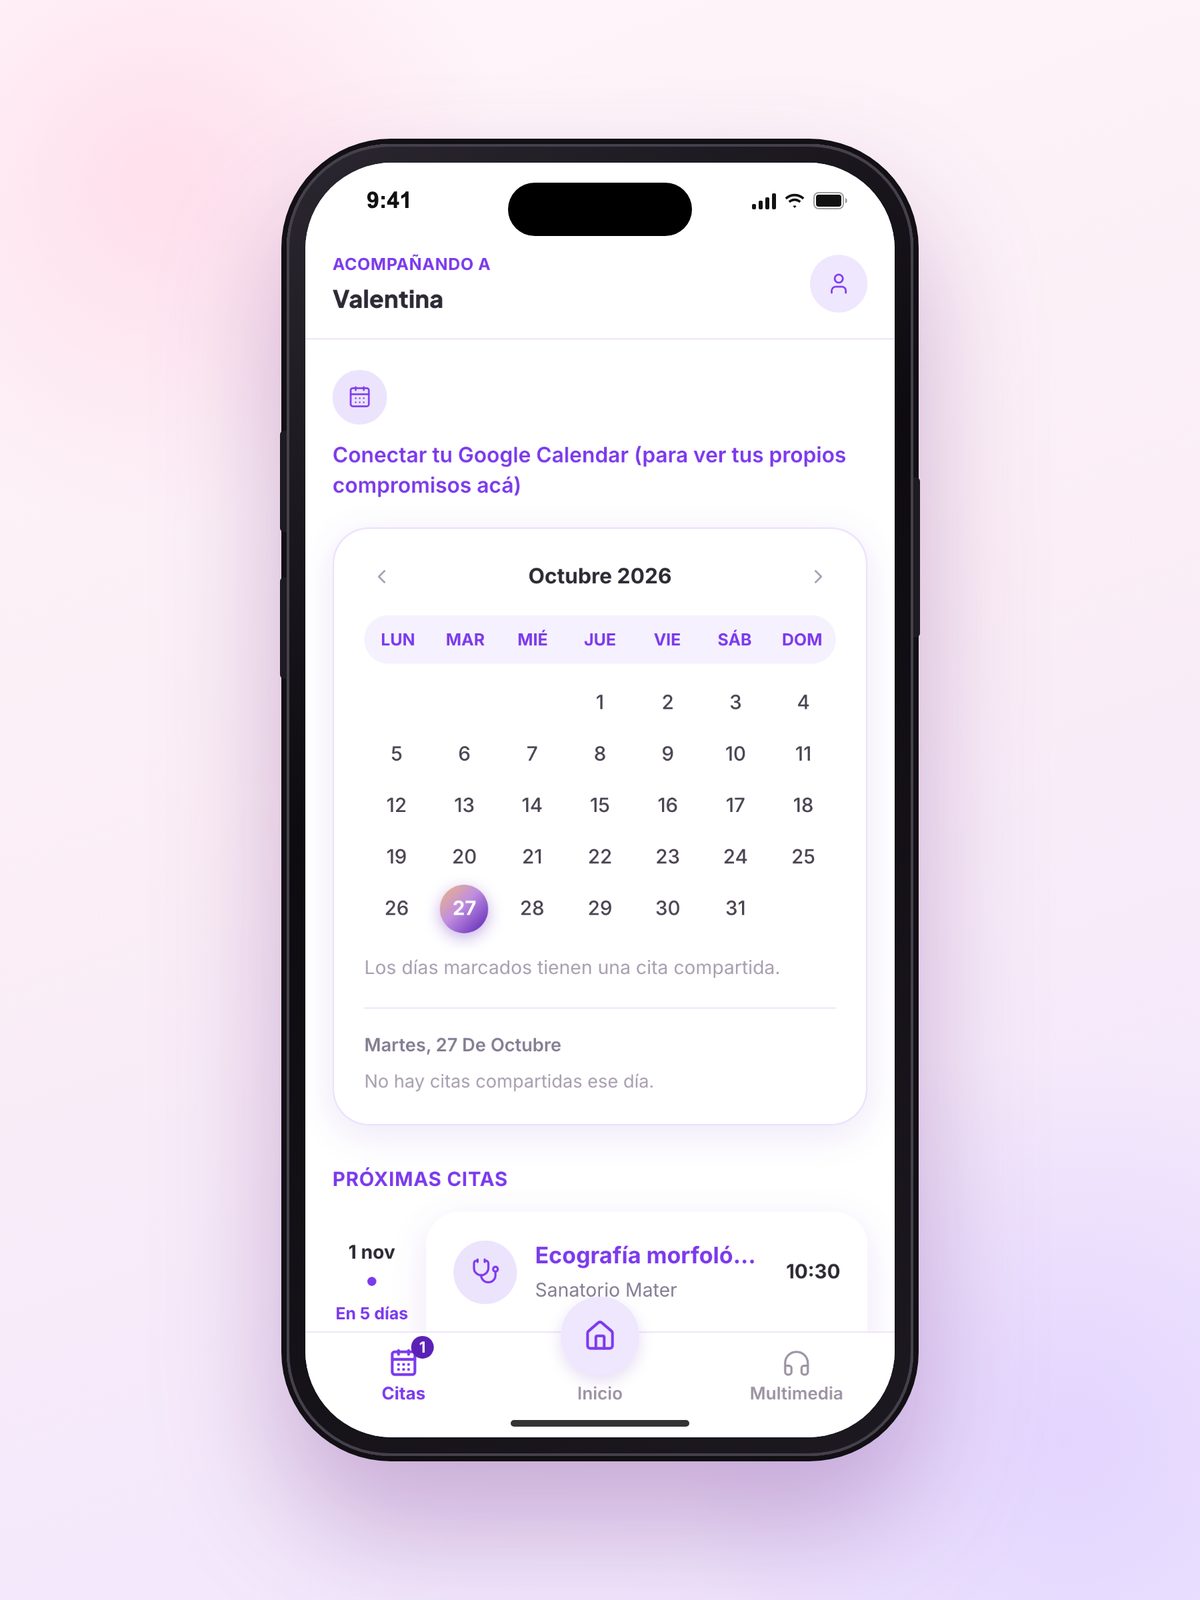 9:41
ACOMPAÑANDO A
Valentina
Conectar tu Google Calendar (para ver tus propios
compromisos acá)
Octubre 2026
LUN MAR MIÉ JUE VIE SÁB DOM
1 2 3 4
5 6 7 8 9 10 11
12 13 14 15 16 17 18
19 20 21 22 23 24 25
26 27 28 29 30 31
Los días marcados tienen una cita compartida.
Martes, 27 De Octubre
No hay citas compartidas ese día.
PRÓXIMAS CITAS
1 nov
En 5 días
Ecografía morfoló...
Sanatorio Mater
10:30
1
Citas
Inicio
Multimedia